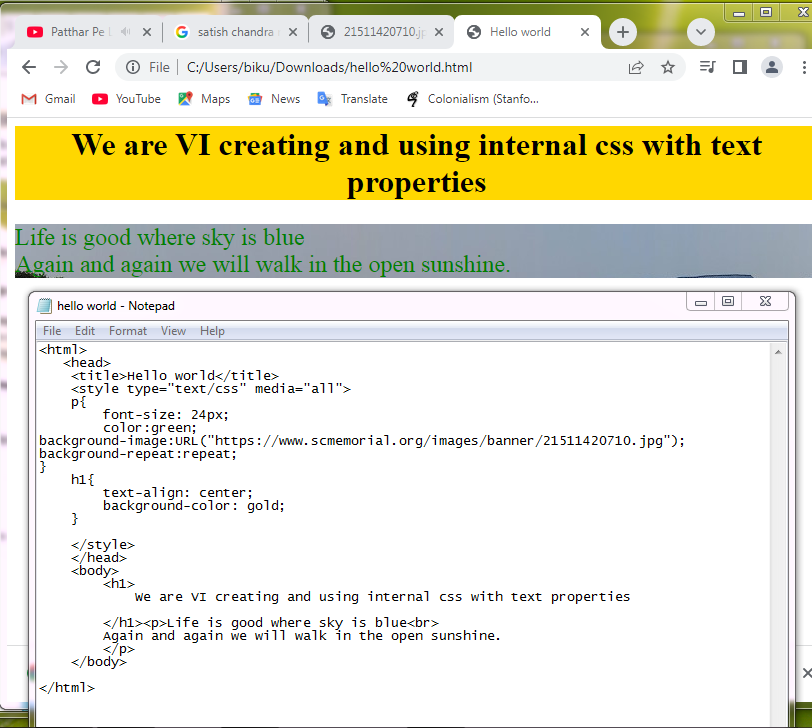 Patthar Pe
satish chandra
21511420710.jp
Hello world
File
C:/Users/biku/Downloads/hello%20world.html
Gmail
YouTube
Maps
News
Translate
Colonialism (Stanfo...
We are VI creating and using internal css with text
properties
Life is good where sky is blue
Again and again we will walk in the open sunshine.
hello world - Notepad
File Edit Format View Help
<html>
<head>
<title>Hello world</title>
<style type="text/css" media="all">
p{
font-size: 24px;
color:green;
background-image:URL("https://www.scmemorial.org/images/banner/21511420710.jpg");
background-repeat:repeat;
}
h1{
text-align: center;
background-color: gold;
}
</style>
</head>
<body>
<h1>
We are VI creating and using internal css with text properties
</h1><p>Life is good where sky is blue<br>
Again and again we will walk in the open sunshine.
</p>
</body>
</html>